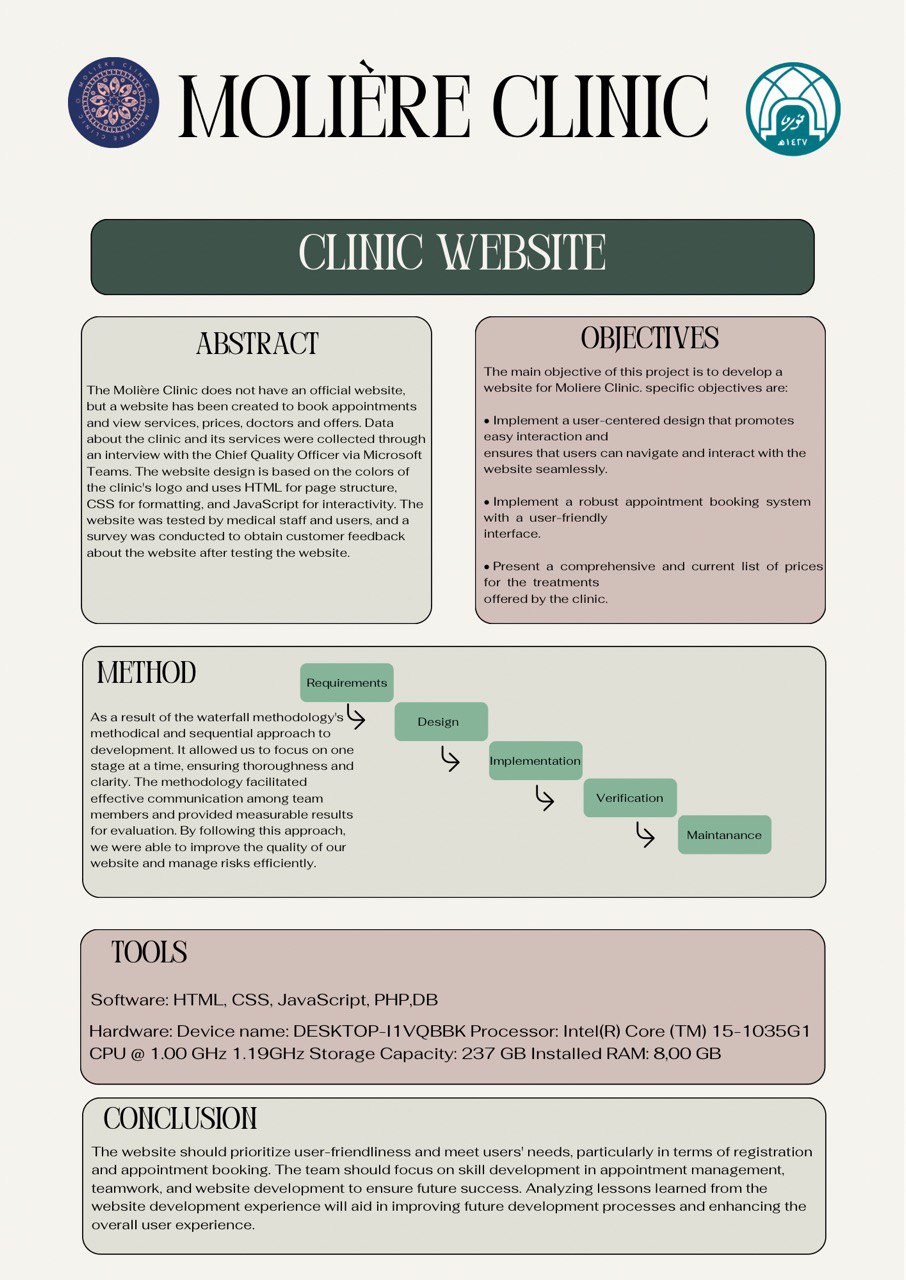 MOLIÈRE CLINIC
MOLIÈRE CLINIC
MOLIÈRE CLINIC
١٤٢٧هـ
CLINIC WEBSITE
ABSTRACT
The Molière Clinic does not have an official website,
but a website has been created to book appointments
and view services, prices, doctors and offers. Data
about the clinic and its services were collected through
an interview with the Chief Quality Officer via Microsoft
Teams. The website design is based on the colors of
the clinic's logo and uses HTML for page structure,
CSS for formatting, and JavaScript for interactivity. The
website was tested by medical staff and users, and a
survey was conducted to obtain customer feedback
about the website after testing the website.
OBJECTIVES
The main objective of this project is to develop a
website for Moliere Clinic. specific objectives are:
• Implement a user-centered design that promotes
easy interaction and
ensures that users can navigate and interact with the
website seamlessly.
• Implement a robust appointment booking system
with a user-friendly
interface.
• Present a comprehensive and current list of prices
for the treatments
offered by the clinic.
METHOD
As a result of the waterfall methodology's
methodical and sequential approach to
development. It allowed us to focus on one
stage at a time, ensuring thoroughness and
clarity. The methodology facilitated
effective communication among team
members and provided measurable results
for evaluation. By following this approach,
we were able to improve the quality of our
website and manage risks efficiently.
Requirements
Design
Implementation
Verification
Maintanance
TOOLS
Software: HTML, CSS, JavaScript, PHP,DB
Hardware: Device name: DESKTOP-I1VQBBK Processor: Intel(R) Core (TM) 15-1035G1
CPU @ 1.00 GHz 1.19GHz Storage Capacity: 237 GB Installed RAM: 8,00 GB
CONCLUSION
The website should prioritize user-friendliness and meet users' needs, particularly in terms of registration
and appointment booking. The team should focus on skill development in appointment management,
teamwork, and website development to ensure future success. Analyzing lessons learned from the
website development experience will aid in improving future development processes and enhancing the
overall user experience.